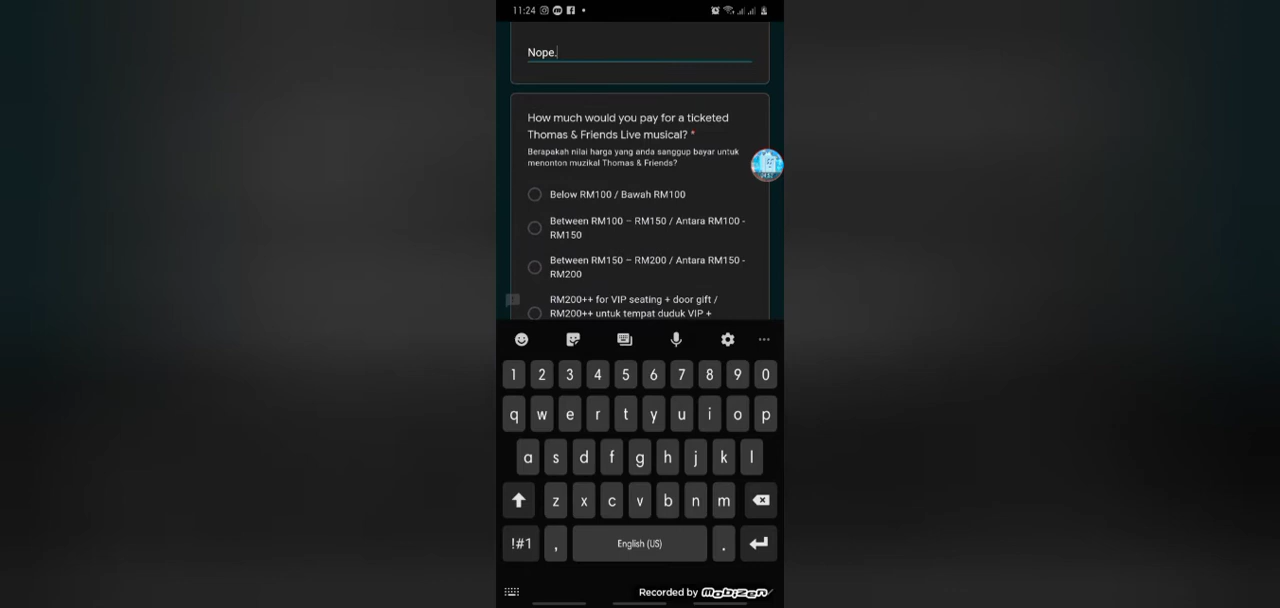 11:24
Nope.
How much would you pay for a ticketed
Thomas & Friends Live musical? *
Berapakah nilai harga yang anda sanggup bayar untuk
menonton muzikal Thomas & Friends?
Below RM100 / Bawah RM100
Between RM100 – RM150 / Antara RM100 -
RM150
Between RM150 – RM200 / Antara RM150 -
RM200
RM200++ for VIP seating + door gift /
RM200++ untuk tempat duduk VIP +
1 2 3 4 5 6 7 8 9 0
q w e r t y u i o p
a s d f g h j k l
z x c v b n m
!#1 , English (US) .
Recorded by mobizen